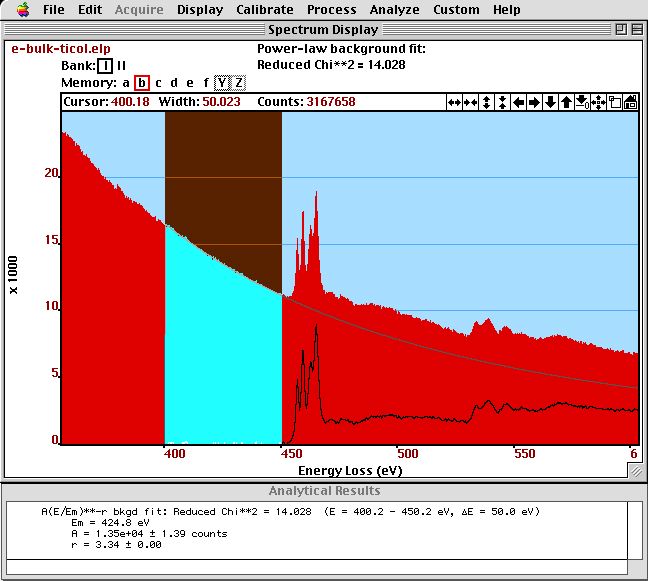 File Edit Acquire Display Calibrate Process Analyze Custom Help
Spectrum Display
e-bulk-ticol.elp
Power-law background fit:
Bank: I II
Reduced Chi**2 = 14.028
Memory: a b c d e f Y Z
Cursor: 400.18 Width: 50.023 Counts: 3167658
20
15
10
5
0
x 1000
400 450 500 550 6
Energy Loss (eV)
Analytical Results
A(E/Em)**-r bkgd fit: Reduced Chi**2 = 14.028 (E = 400.2 - 450.2 eV, ΔE = 50.0 eV)
Em = 424.8 eV
A = 1.35e+04 ± 1.39 counts
r = 3.34 ± 0.00